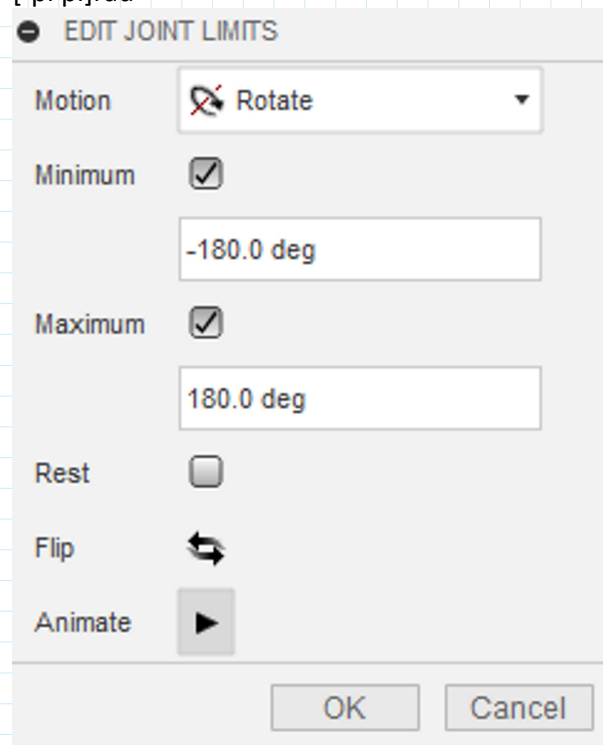 EDIT JOINT LIMITS
Motion Rotate
Minimum
-180.0 deg
Maximum
180.0 deg
Rest
Flip
Animate
OK Cancel